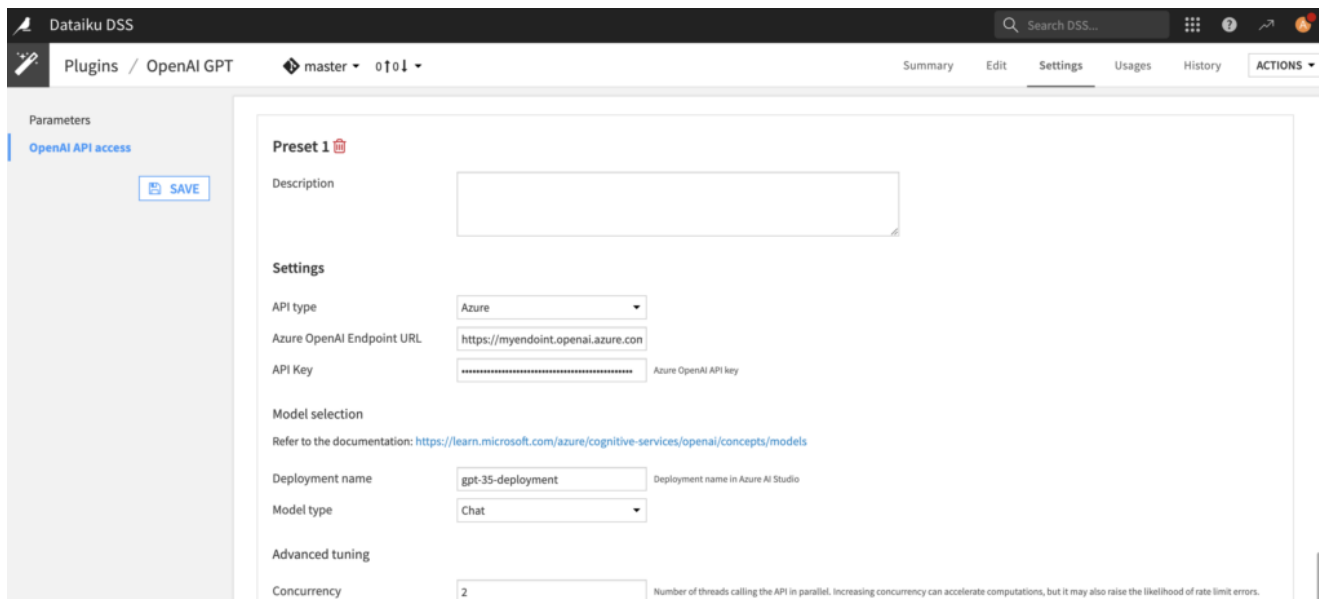 Dataiku DSS
Search DSS...
Plugins / OpenAI GPT
master
Summary
Edit
Settings
Usages
History
ACTIONS
Parameters
OpenAI API access
SAVE
Preset 1
Description
Settings
API type
Azure
Azure OpenAI Endpoint URL
https://myendoint.openai.azure.con
API Key
Azure OpenAI API key
Model selection
Refer to the documentation: https://learn.microsoft.com/azure/cognitive-services/openai/concepts/models
Deployment name
gpt-35-deployment
Deployment name in Azure AI Studio
Model type
Chat
Advanced tuning
Concurrency
2
Number of threads calling the API in parallel. Increasing concurrency can accelerate computations, but it may also raise the likelihood of rate limit errors.